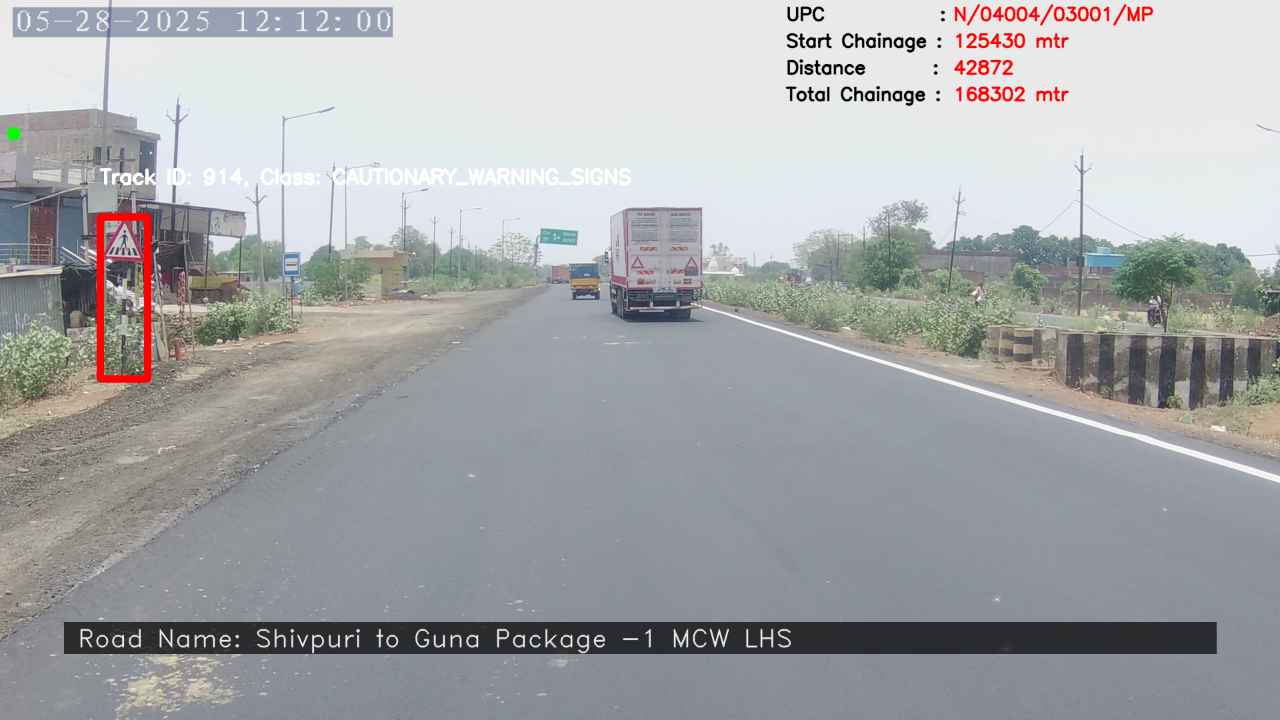 05-28-2025 12:12:00
UPC : N/04004/03001/MP
Start Chainage : 125430 mtr
Distance : 42872
Total Chainage : 168302 mtr
Track ID: 914, Class: CAUTIONARY_WARNING_SIGNS
Road Name: Shivpuri to Guna Package -1 MCW LHS